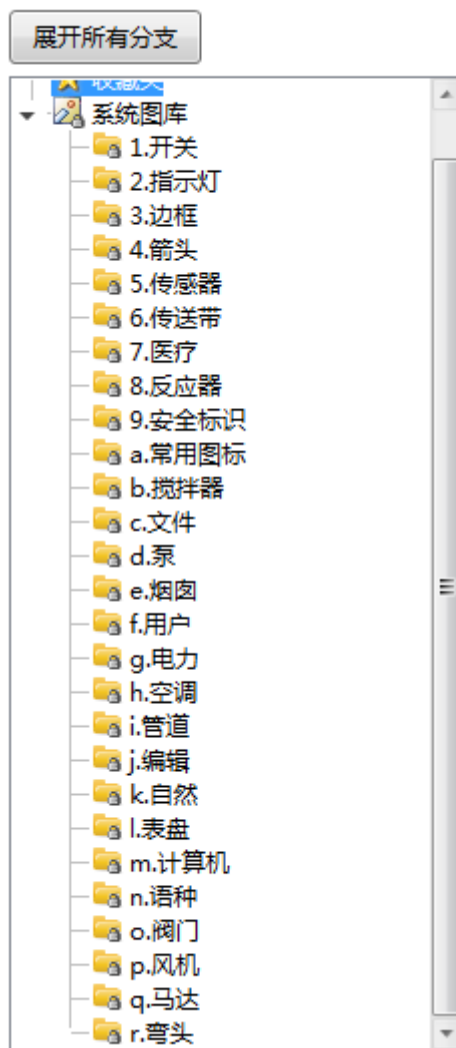 展开所有分支
收藏夹
系统图库
1.开关
2.指示灯
3.边框
4.箭头
5.传感器
6.传送带
7.医疗
8.反应器
9.安全标识
a.常用图标
b.搅拌器
c.文件
d.泵
e.烟囱
f.用户
g.电力
h.空调
i.管道
j.编辑
k.自然
l.表盘
m.计算机
n.语种
o.阀门
p.风机
q.马达
r.弯头